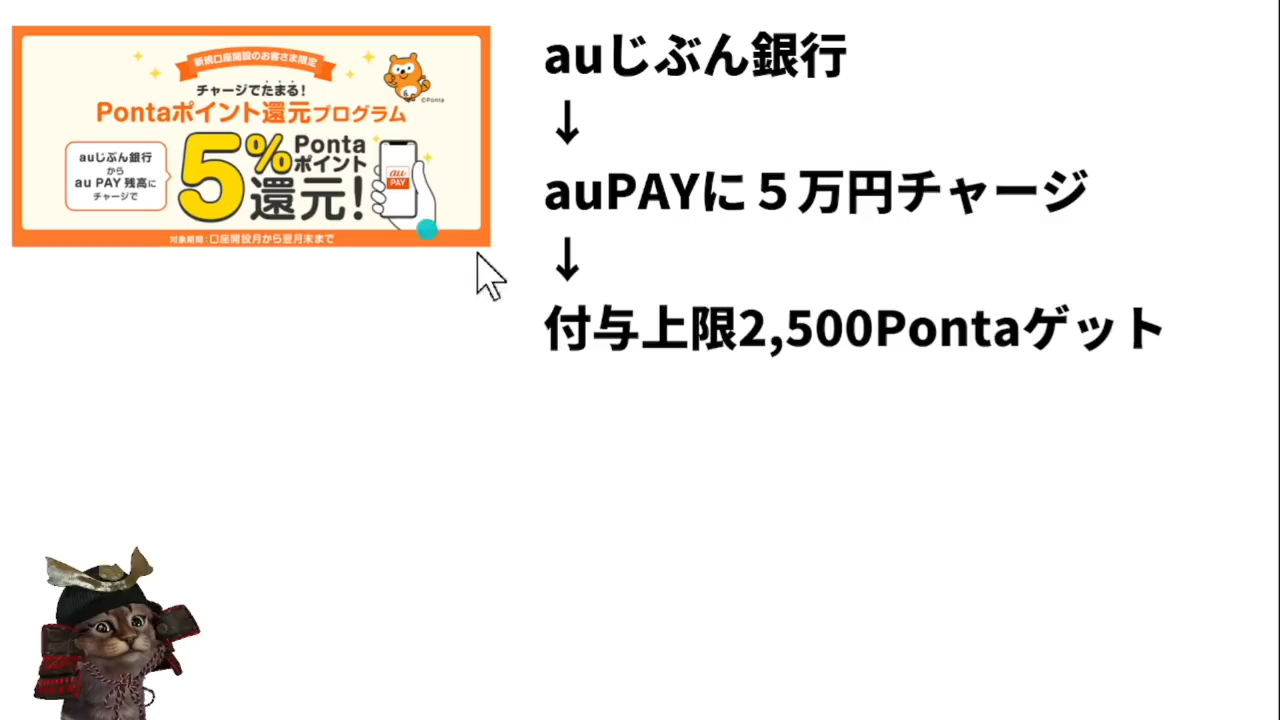 新規口座開設のお客さま限定
チャージでたまる!
Pontaポイント還元プログラム
auじぶん銀行
から
au PAY 残高に
チャージで
5%
Ponta
ポイント
還元!
au
PAY
©Ponta
対象期間:口座開設月から翌月末まで
auじぶん銀行
↓
auPAYに5万円チャージ
↓
付与上限2,500Pontaゲット